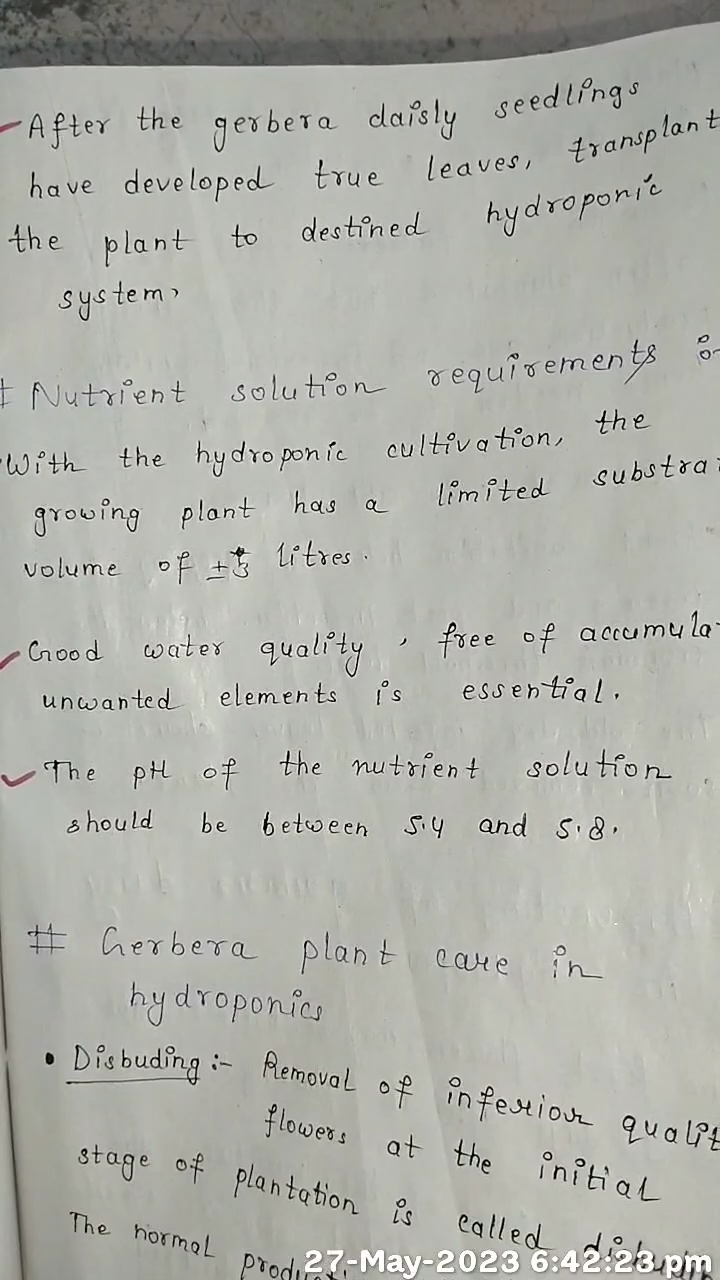 After the gerbera daisly seedlings
have developed true leaves, transplant
the plant to destined hydroponic
system,
# Nutrient solution requirements
With the hydroponic cultivation, the
growing plant has a limited substra
volume of ± litres.
Good water quality, free of accumula
unwanted elements is essential.
The pH of the nutrient solution
should be between 5.4 and 5.8.
# Gerbera plant care in
hydroponics
• Disbuding :- Removal of inferior qualit
flowers at the initial
stage of plantation is called
The normal
27-May-2023 6:42:23 pm